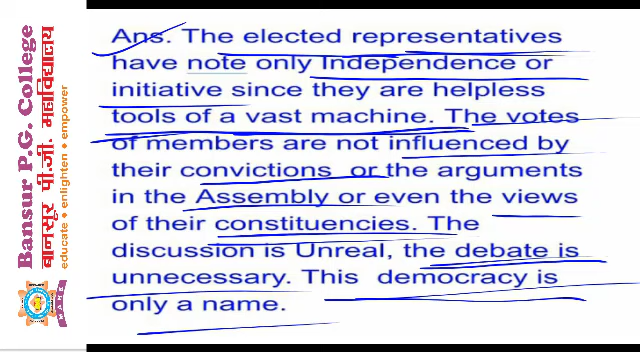 Ans. The elected representatives
have note only Independence or
initiative since they are helpless
tools of a vast machine. The votes
of members are not influenced by
their convictions or the arguments
in the Assembly or even the views
of their constituencies. The
discussion is Unreal, the debate is
unnecessary. This democracy is
only a name.
Bansur P.G. College
बानसूर पी.जी. महाविद्यालय
educate • enlighten • empower